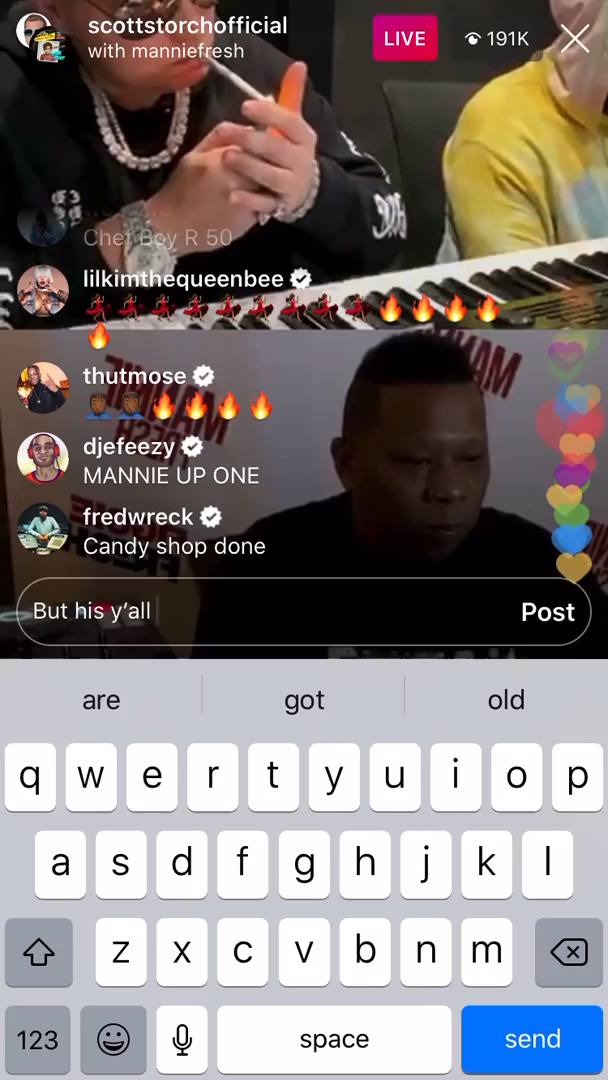 scottstorchofficial
with manniefresh
LIVE
191K
Chef Boy R 50
lilkimthequeenbee
thutmose
djefeezy
MANNIE UP ONE
fredwreck
Candy shop done
But his y’all
Post
are got old
q w e r t y u i o p
a s d f g h j k l
z x c v b n m
123 space send